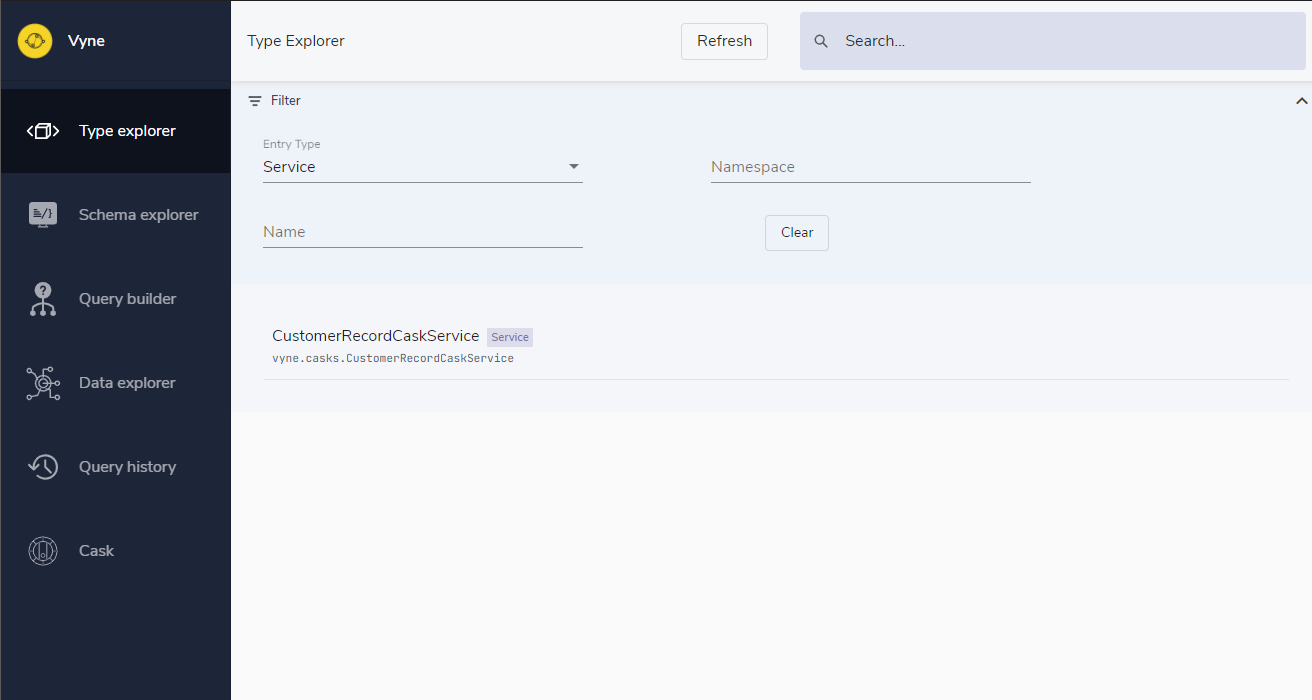 Vyne
Type Explorer
Refresh
Search...
Type explorer
Schema explorer
Query builder
Data explorer
Query history
Cask
Filter
Entry Type
Service
Namespace
Name
Clear
CustomerRecordCaskService Service
vyne.casks.CustomerRecordCaskService